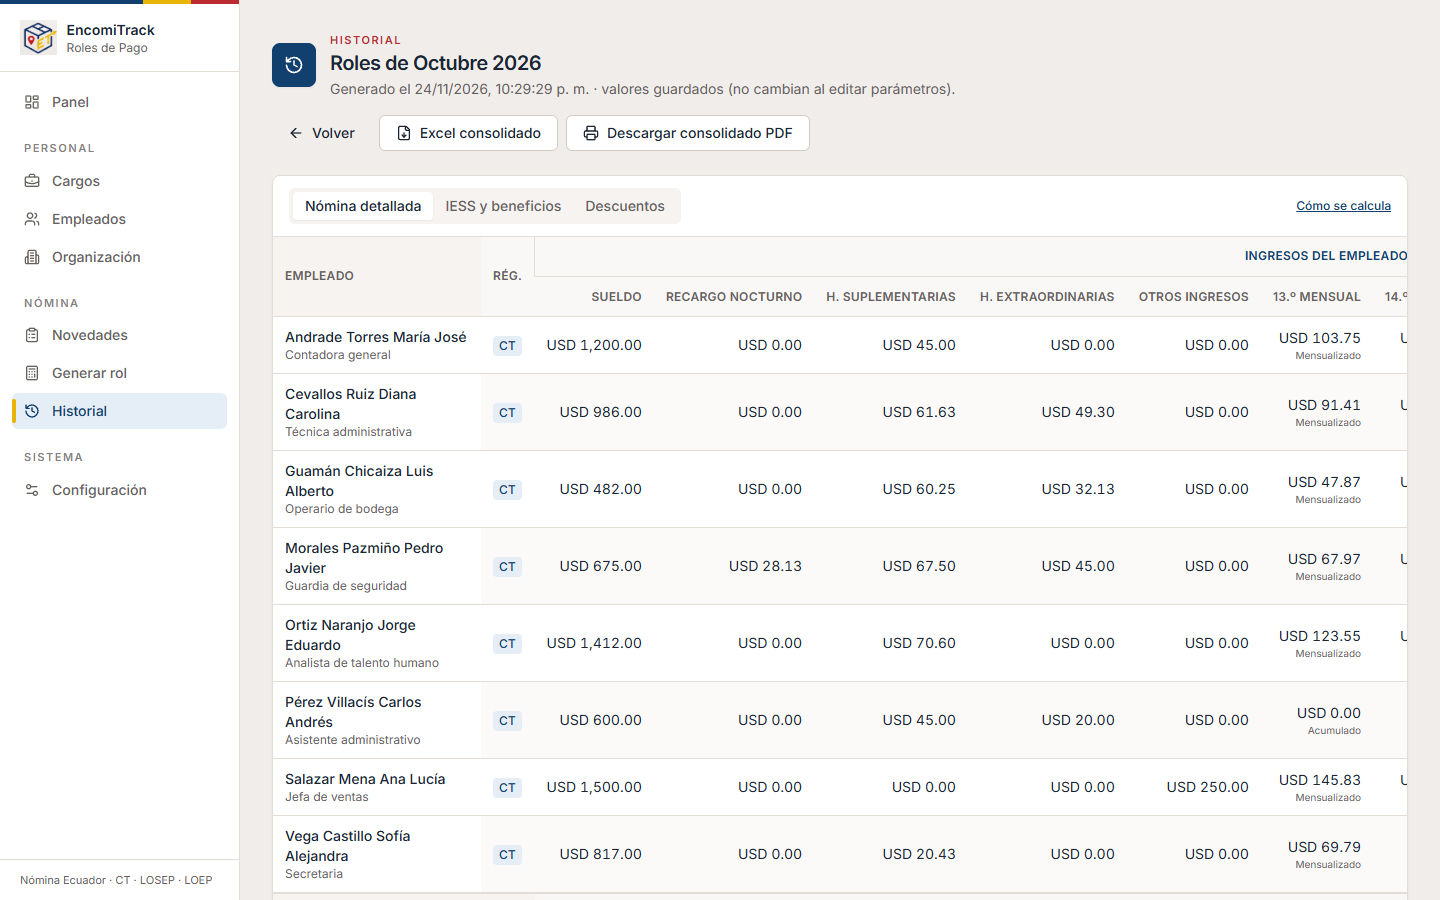 EncomiTrack
Roles de Pago
Panel
PERSONAL
Cargos
Empleados
Organización
NÓMINA
Novedades
Generar rol
Historial
SISTEMA
Configuración
Nómina Ecuador · CT · LOSEP · LOEP
HISTORIAL
Roles de Octubre 2026
Generado el 24/11/2026, 10:29:29 p. m. · valores guardados (no cambian al editar parámetros).
Volver
Excel consolidado
Descargar consolidado PDF
Nómina detallada
IESS y beneficios
Descuentos
Cómo se calcula
INGRESOS DEL EMPLEADO
EMPLEADO RÉG. SUELDO RECARGO NOCTURNO H. SUPLEMENTARIAS H. EXTRAORDINARIAS OTROS INGRESOS 13.º MENSUAL 14.º
Andrade Torres María José
Contadora general
CT USD 1,200.00 USD 0.00 USD 45.00 USD 0.00 USD 0.00 USD 103.75
Mensualizado
Cevallos Ruiz Diana
Carolina
Técnica administrativa
CT USD 986.00 USD 0.00 USD 61.63 USD 49.30 USD 0.00 USD 91.41
Mensualizado
Guamán Chicaiza Luis
Alberto
Operario de bodega
CT USD 482.00 USD 0.00 USD 60.25 USD 32.13 USD 0.00 USD 47.87
Mensualizado
Morales Pazmiño Pedro
Javier
Guardia de seguridad
CT USD 675.00 USD 28.13 USD 67.50 USD 45.00 USD 0.00 USD 67.97
Mensualizado
Ortiz Naranjo Jorge
Eduardo
Analista de talento humano
CT USD 1,412.00 USD 0.00 USD 70.60 USD 0.00 USD 0.00 USD 123.55
Mensualizado
Pérez Villacís Carlos
Andrés
Asistente administrativo
CT USD 600.00 USD 0.00 USD 45.00 USD 20.00 USD 0.00 USD 0.00
Acumulado
Salazar Mena Ana Lucía
Jefa de ventas
CT USD 1,500.00 USD 0.00 USD 0.00 USD 0.00 USD 250.00 USD 145.83
Mensualizado
Vega Castillo Sofía
Alejandra
Secretaria
CT USD 817.00 USD 0.00 USD 20.43 USD 0.00 USD 0.00 USD 69.79
Mensualizado